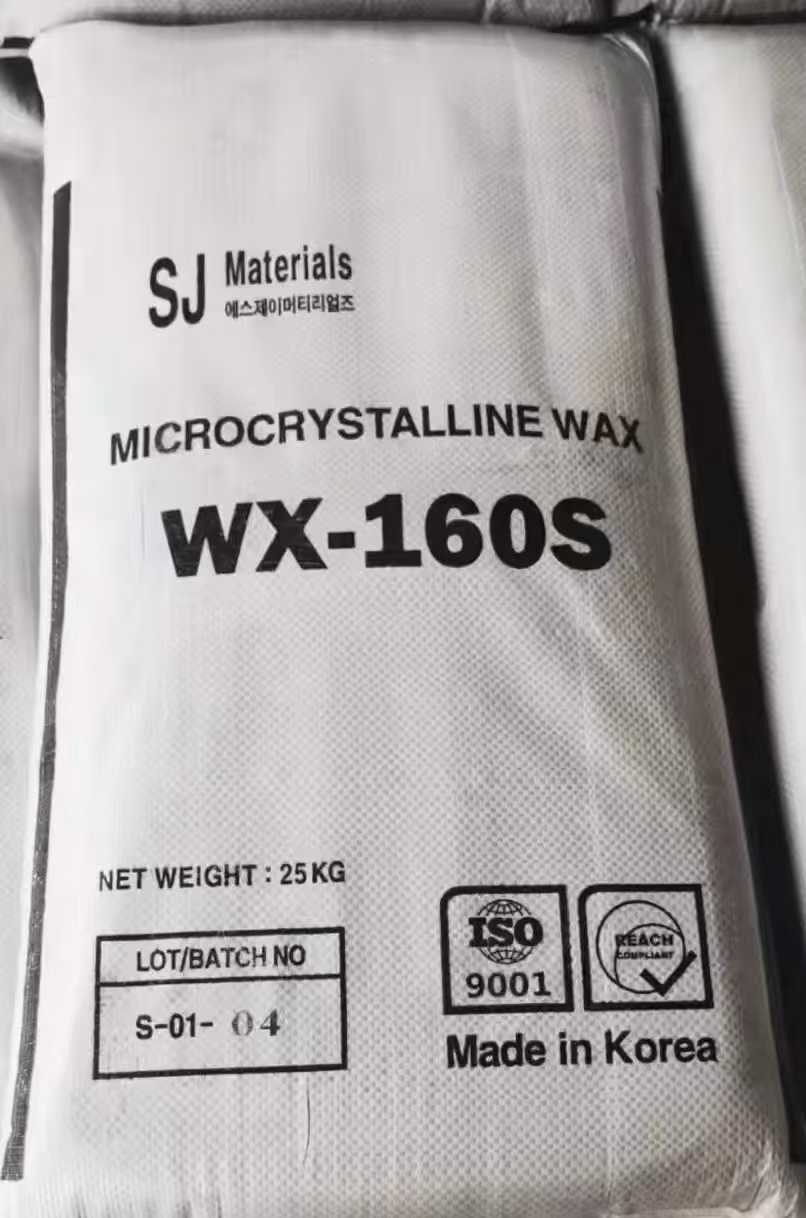 SJ Materials
에스제이머티리얼즈
MICROCRYSTALLINE WAX
WX-160S
NET WEIGHT : 25 KG
LOT/BATCH NO
S-01- 04
ISO
9001
REACH
COMPLIANT
Made in Korea